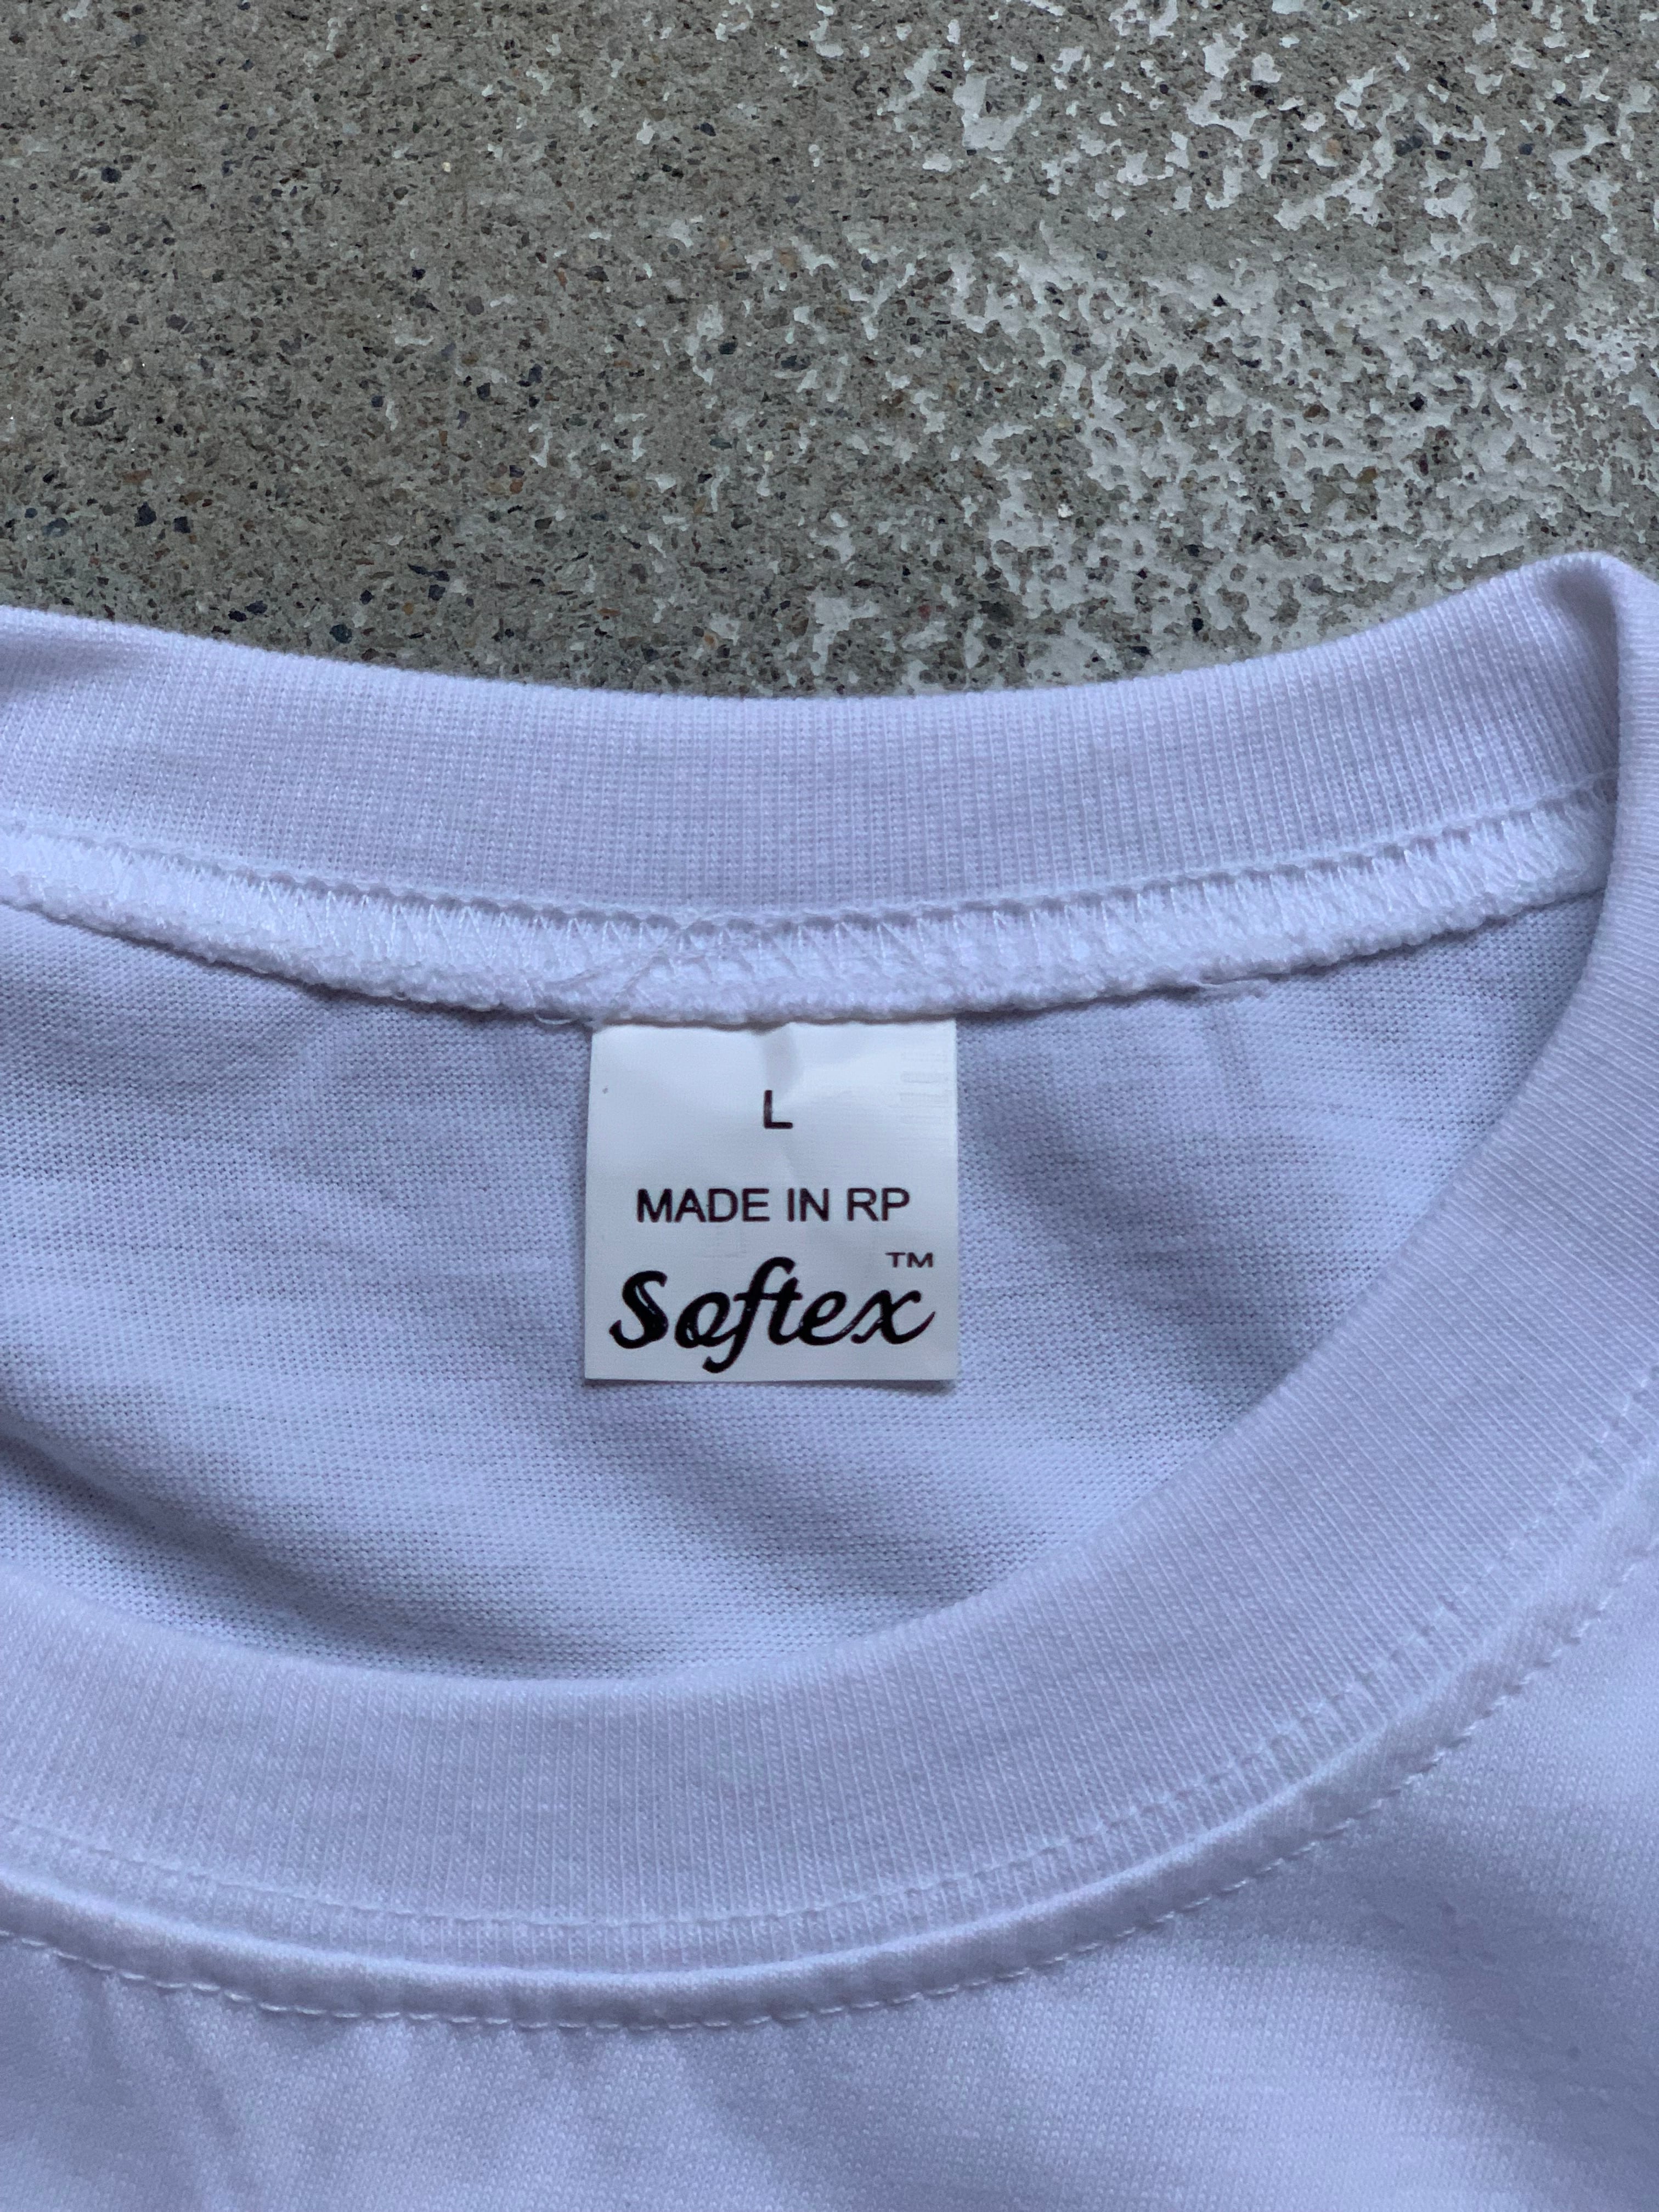 L
MADE IN RP
Softex™